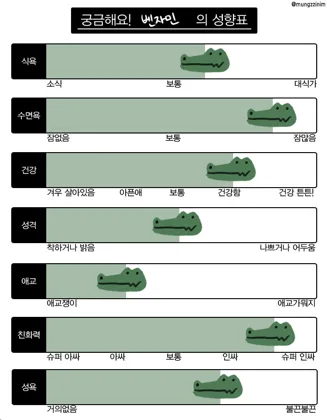 @mungzzinim
궁금해요! 벤자민 의 성향표
식욕
소식 보통 대식가
수면욕
잠없음 보통 잠많음
건강
겨우 살아있음 아픈애 보통 건강함 건강 튼튼!
성격
착하거나 밝음 나쁘거나 어두움
애교
애교쟁이 애교가뭐지
친화력
슈퍼 아싸 아싸 보통 인싸 슈퍼 인싸
성욕
거의없음 불끈불끈